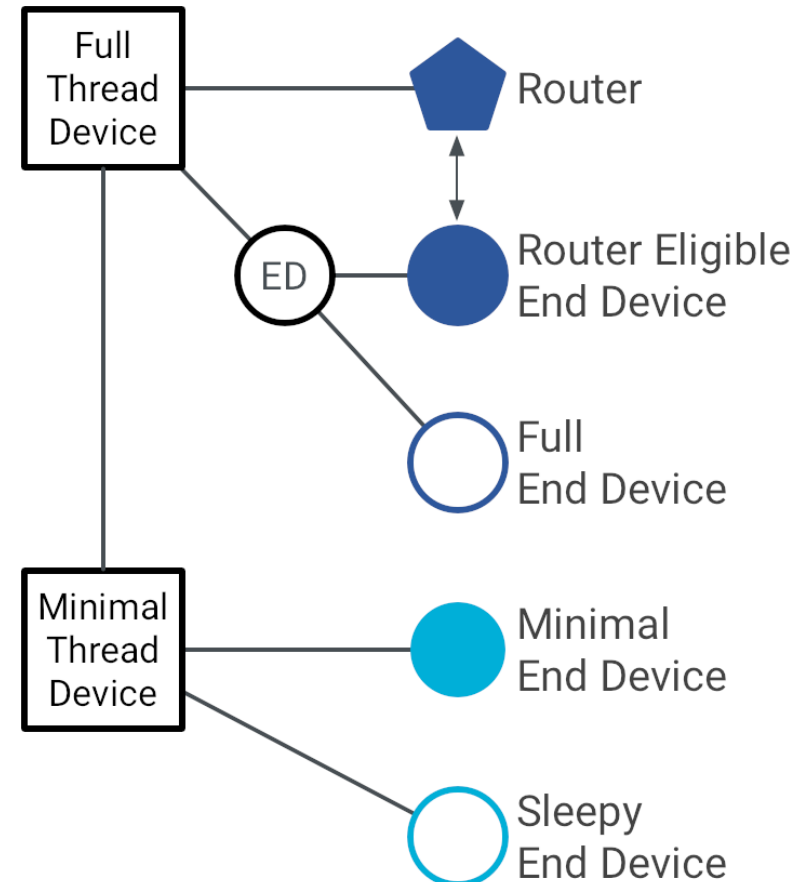 Full
Thread
Device
Router
ED
Router Eligible
End Device
Full
End Device
Minimal
Thread
Device
Minimal
End Device
Sleepy
End Device